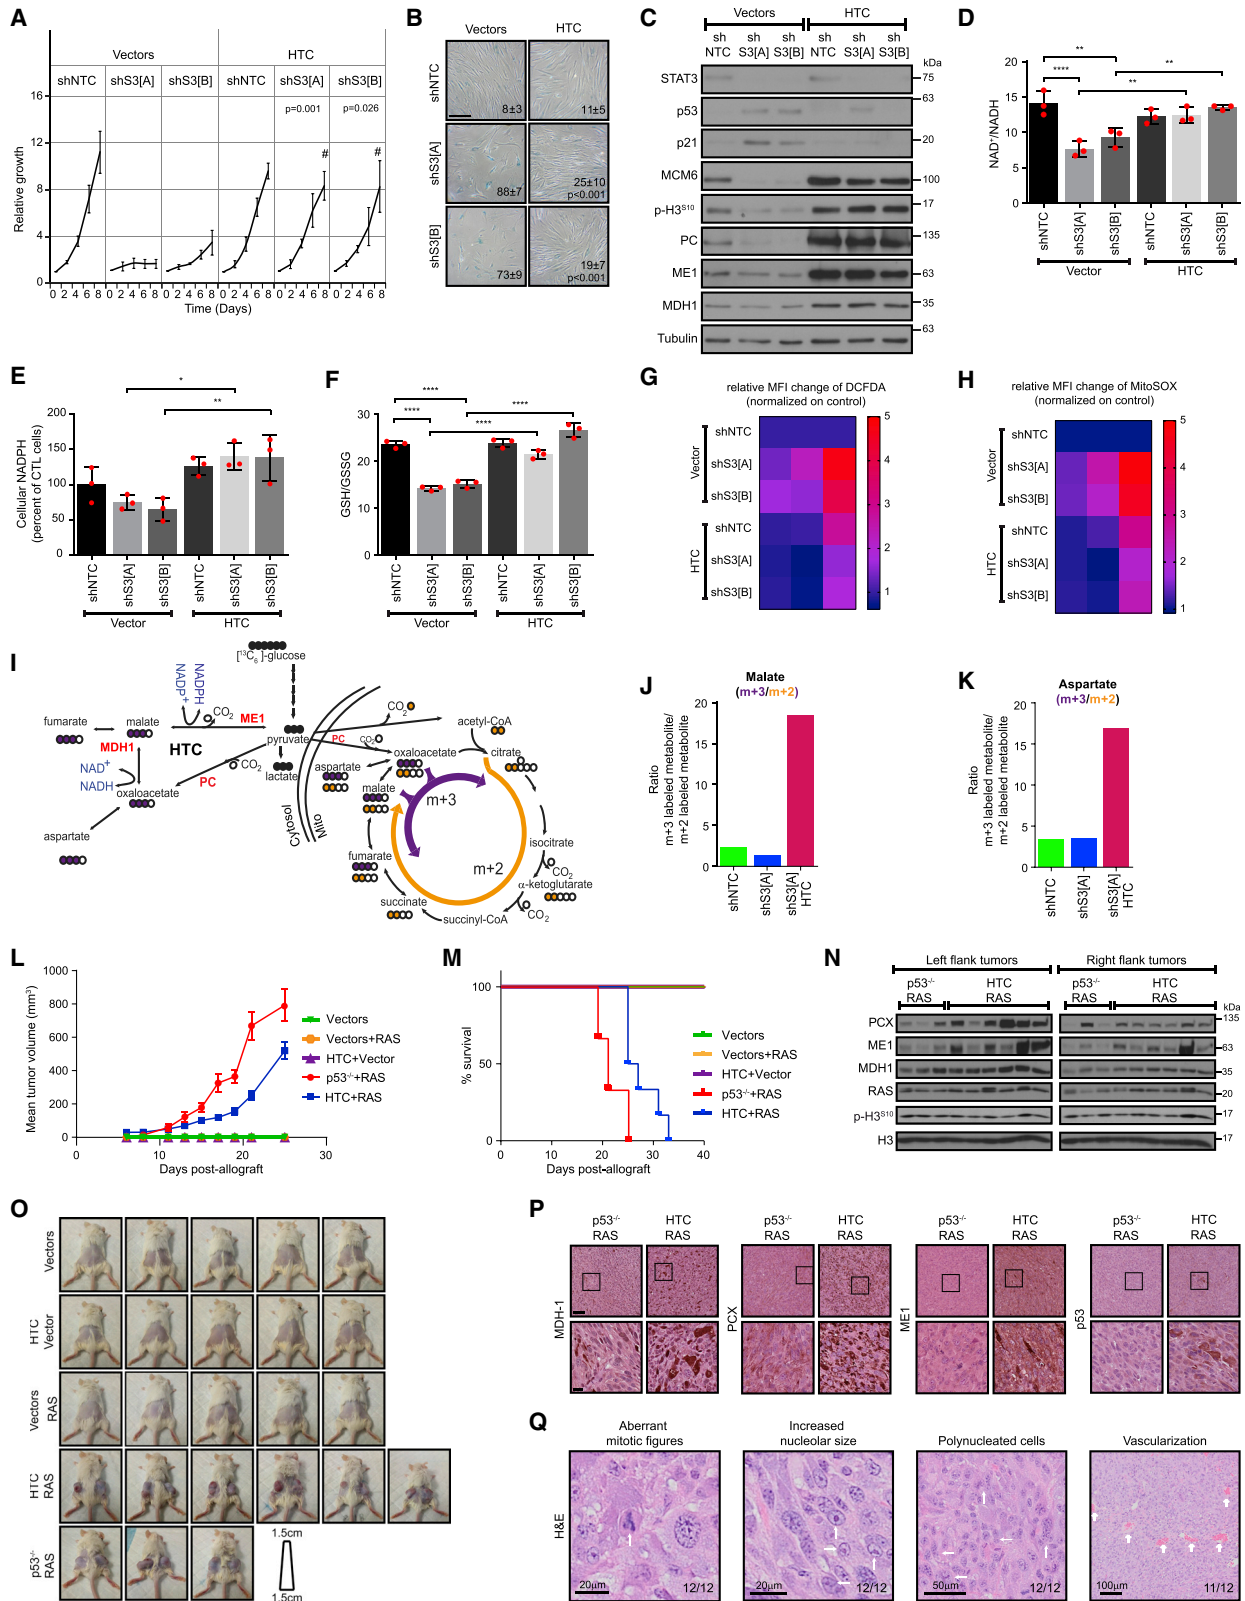 A
Vectors
HTC
shNTC
shS3[A]
shS3[B]
shNTC
shS3[A]
shS3[B]
p=0.001
p=0.026
#
#
16
12
8
4
0
Relative growth
0 2 4 6 8 0 2 4 6 8 0 2 4 6 8 0 2 4 6 8 0 2 4 6 8 0 2 4 6 8
Time (Days)
B
Vectors
HTC
shNTC
8±3
11±5
shS3[A]
88±7
25±10
p<0.001
shS3[B]
73±9
19±7
p<0.001
C
Vectors
HTC
sh NTC
sh S3[A]
sh S3[B]
sh NTC
sh S3[A]
sh S3[B]
kDa
STAT3
75
p53
63
p21
20
MCM6
100
p-H3S10
17
PC
135
ME1
63
MDH1
35
Tubulin
63
D
**
****
**
**
NAD+/NADH
20
15
10
5
0
shNTC
shS3[A]
shS3[B]
shNTC
shS3[A]
shS3[B]
Vector
HTC
E
*
**
Cellular NADPH
(percent of CTL cells)
200
150
100
50
0
shNTC
shS3[A]
shS3[B]
shNTC
shS3[A]
shS3[B]
Vector
HTC
F
****
****
****
****
GSH/GSSG
30
20
10
0
shNTC
shS3[A]
shS3[B]
shNTC
shS3[A]
shS3[B]
Vector
HTC
G
relative MFI change of DCFDA
(normalized on control)
Vector
shNTC
shS3[A]
shS3[B]
HTC
shNTC
shS3[A]
shS3[B]
5
4
3
2
1
H
relative MFI change of MitoSOX
(normalized on control)
Vector
shNTC
shS3[A]
shS3[B]
HTC
shNTC
shS3[A]
shS3[B]
5
4
3
2
1
I
[13C6]-glucose
NADP+
NADPH
CO2
ME1
fumarate
malate
MDH1
HTC
pyruvate
NAD+
NADH
CO2
PC
lactate
oxaloacetate
aspartate
Cytosol
Mito
CO2
acetyl-CoA
PC
CO2
oxaloacetate
citrate
aspartate
malate
m+3
isocitrate
CO2
fumarate
m+2
α-ketoglutarate
succinate
CO2
succinyl-CoA
J
Malate
(m+3/m+2)
Ratio
m+3 labeled metabolite/
m+2 labeled metabolite
20
15
10
5
0
shNTC
shS3[A]
shS3[A]
HTC
K
Aspartate
(m+3/m+2)
Ratio
m+3 labeled metabolite/
m+2 labeled metabolite
20
15
10
5
0
shNTC
shS3[A]
shS3[A]
HTC
L
Mean tumor volume (mm3)
1000
800
600
400
200
0
0
10
20
30
Days post-allograft
Vectors
Vectors+RAS
HTC+Vector
p53-/-+RAS
HTC+RAS
M
% survival
100
50
0
0
10
20
30
40
Days post-allograft
Vectors
Vectors+RAS
HTC+Vector
p53-/-+RAS
HTC+RAS
N
Left flank tumors
Right flank tumors
p53-/-
RAS
HTC
RAS
p53-/-
RAS
HTC
RAS
kDa
PCX
135
ME1
63
MDH1
35
RAS
20
p-H3S10
17
H3
17
O
Vectors
HTC
Vector
Vectors
RAS
HTC
RAS
p53-/-
RAS
1.5cm
1.5cm
P
p53-/-
RAS
HTC
RAS
p53-/-
RAS
HTC
RAS
p53-/-
RAS
HTC
RAS
p53-/-
RAS
HTC
RAS
MDH-1
PCX
ME1
p53
Q
Aberrant
mitotic figures
Increased
nucleolar size
Polynucleated cells
Vascularization
H&E
20μm
12/12
20μm
12/12
50μm
12/12
100μm
11/12